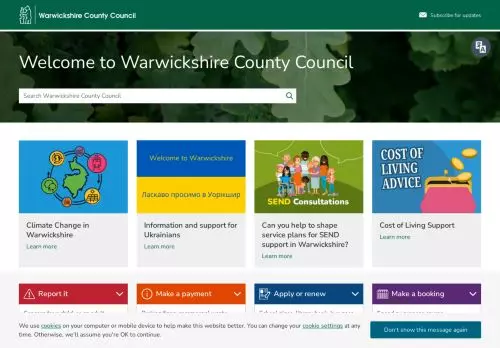 Warwickshire County Council
Subscribe for updates
Welcome to Warwickshire County Council
Search Warwickshire County Council
Welcome to Warwickshire
Ласкаво просимо в Уорікшир
SEND Consultations
COST OF
LIVING
ADVICE
Climate Change in
Warwickshire
Learn more
Information and support for
Ukrainians
Learn more
Can you help to shape
service plans for SEND
support in Warwickshire?
Learn more
Cost of Living Support
Learn more
Report it
Make a payment
Apply or renew
Make a booking
We use cookies on your computer or mobile device to help make this website better. You can change your cookie settings at any
time. Otherwise, we'll assume you're OK to continue.
Don't show this message again